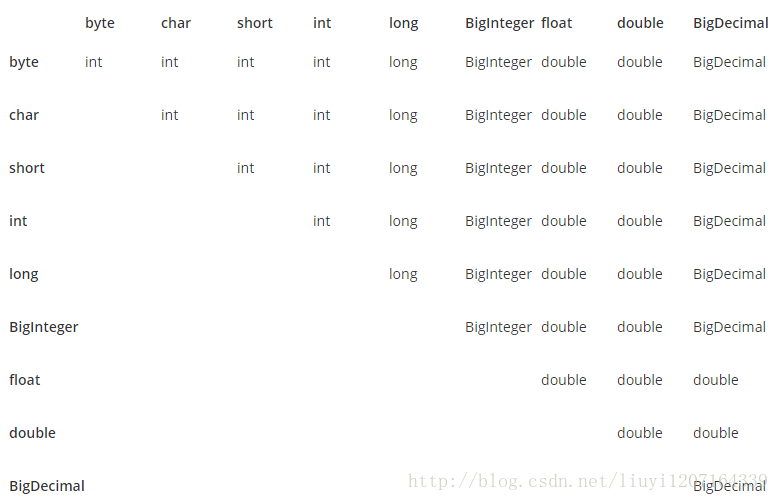 byte char short int long BigInteger float double BigDecimal
byte int int int int long BigInteger double double BigDecimal
char int int int long BigInteger double double BigDecimal
short int int long BigInteger double double BigDecimal
int int long BigInteger double double BigDecimal
long long BigInteger double double BigDecimal
BigInteger BigInteger double double BigDecimal
float double double double
double double double
BigDecimal BigDecimal
http://blog.csdn.net/liuyi1207164339